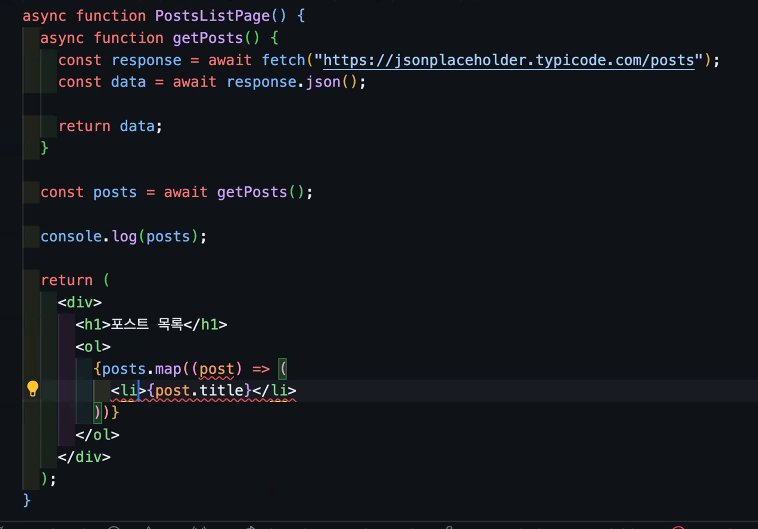 async function PostsListPage() {
async function getPosts() {
const response = await fetch("https://jsonplaceholder.typicode.com/posts");
const data = await response.json();
return data;
}
const posts = await getPosts();
console.log(posts);
return (
<div>
<h1>포스트 목록</h1>
<ol>
{posts.map((post) => (
<li>{post.title}</li>
))}
</ol>
</div>
);
}